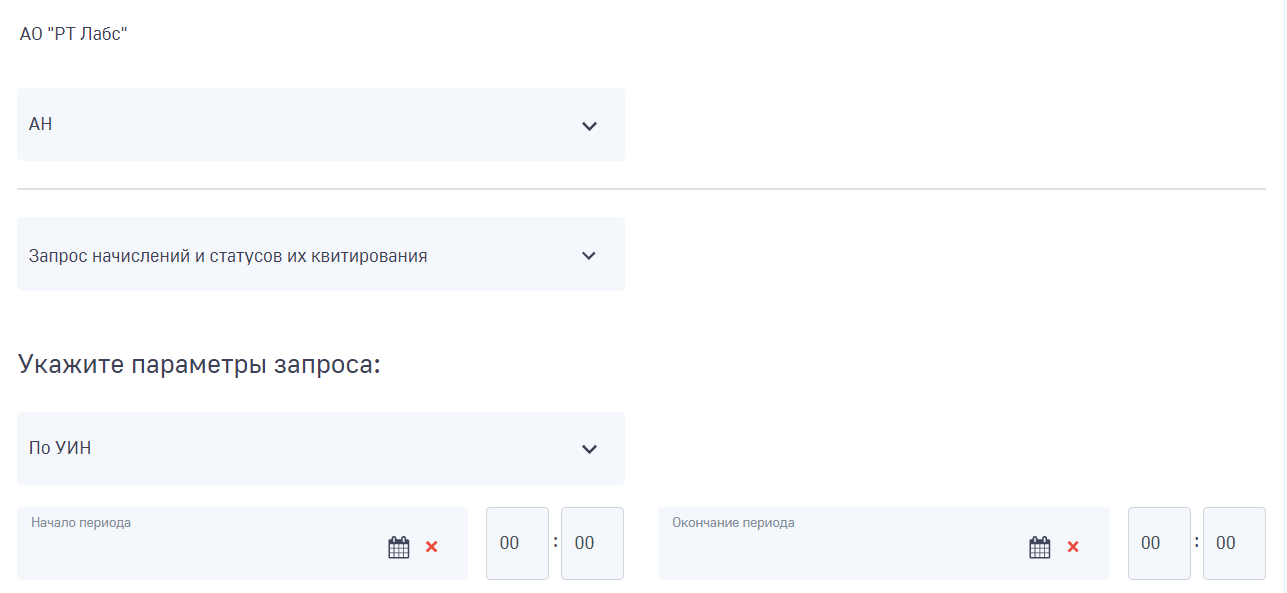 АО "РТ Лабс"
АН
Запрос начислений и статусов их квитирования
Укажите параметры запроса:
По УИН
Начало периода
00 : 00
Окончание периода
00 : 00